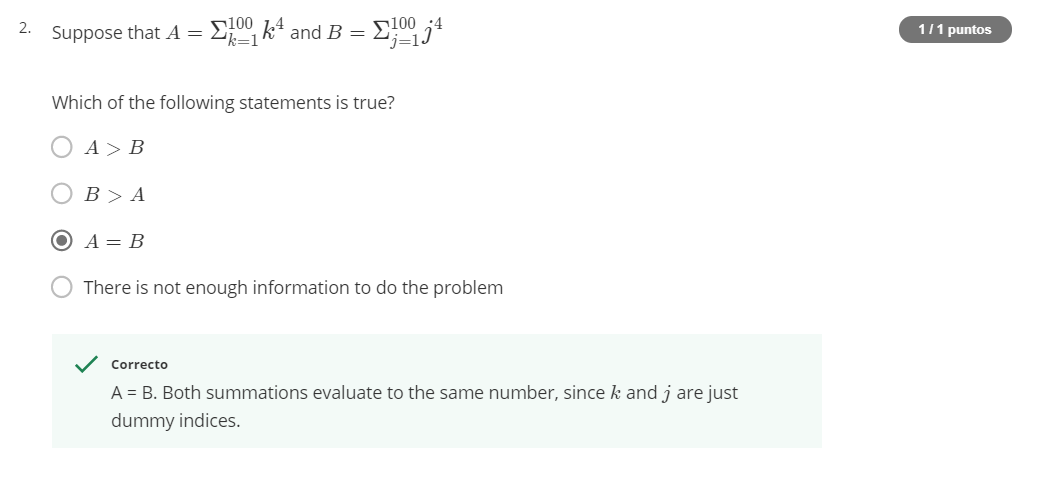 2. Suppose that $A = \Sigma_{k=1}^{100} k^4$ and $B = \Sigma_{j=1}^{100} j^4$ 1 / 1 puntos
Which of the following statements is true?
A > B
B > A
A = B
There is not enough information to do the problem
Correcto
A = B. Both summations evaluate to the same number, since k and j are just
dummy indices.